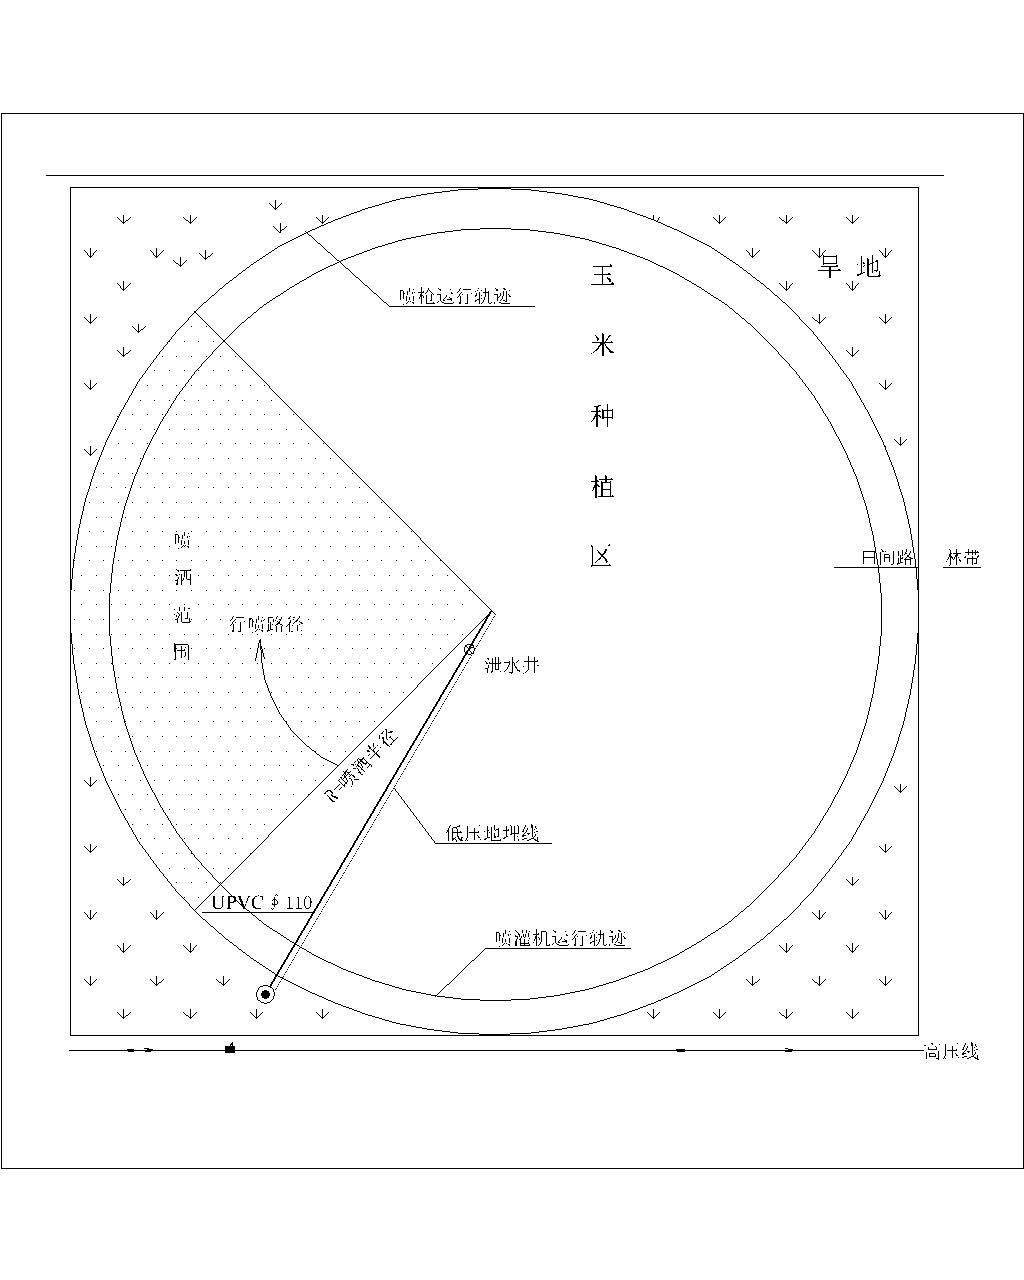 旱地
喷枪运行轨迹
玉米种植区
田间路
林带
喷洒范围
行喷路径
泄水井
R=喷洒半径
低压地埋线
UPVC∮110
喷灌机运行轨迹
高压线